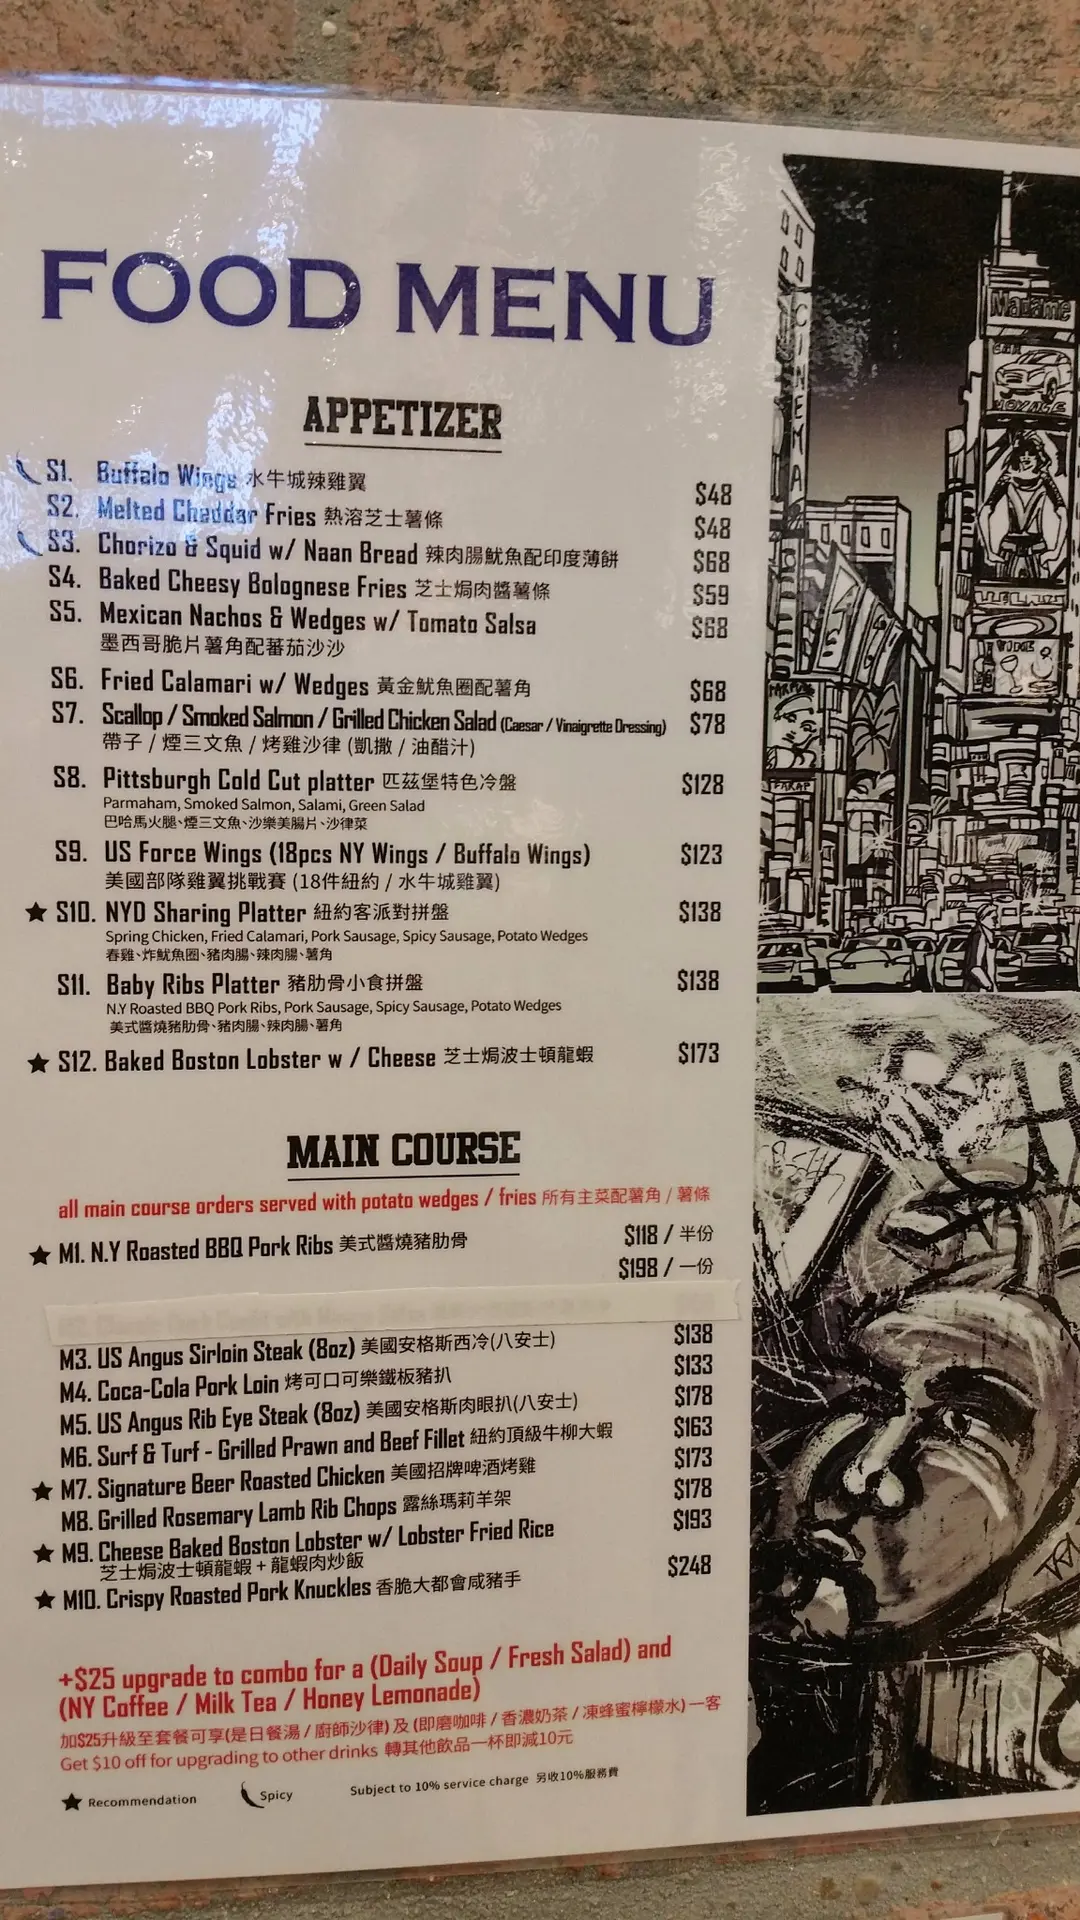 FOOD MENU
APPETIZER
S1. Buffalo Wings 水牛城辣雞翼 $48
S2. Melted Cheddar Fries 熱溶芝士薯條 $48
S3. Chorizo & Squid w/ Naan Bread 辣肉腸魷魚配印度薄餅 $68
S4. Baked Cheesy Bolognese Fries 芝士焗肉醬薯條 $59
S5. Mexican Nachos & Wedges w/ Tomato Salsa $68
墨西哥脆片薯角配蕃茄沙沙
S6. Fried Calamari w/ Wedges 黃金魷魚圈配薯角 $68
S7. Scallop / Smoked Salmon / Grilled Chicken Salad (Caesar / Vinaigrette Dressing) $78
帶子 / 煙三文魚 / 烤雞沙律 (凱撒 / 油醋汁)
S8. Pittsburgh Cold Cut platter 匹茲堡特色冷盤 $128
Parmaham, Smoked Salmon, Salami, Green Salad
巴哈馬火腿、煙三文魚、沙樂美腸片、沙律菜
S9. US Force Wings (18pcs NY Wings / Buffalo Wings) $123
美國部隊雞翼挑戰賽 (18件紐約 / 水牛城雞翼)
★ S10. NYD Sharing Platter 紐約客派對拼盤 $138
Spring Chicken, Fried Calamari, Pork Sausage, Spicy Sausage, Potato Wedges
春雞、炸魷魚圈、豬肉腸、辣肉腸、薯角
S11. Baby Ribs Platter 豬肋骨小食拼盤 $138
N.Y Roasted BBQ Pork Ribs, Pork Sausage, Spicy Sausage, Potato Wedges
美式醬燒豬肋骨、豬肉腸、辣肉腸、薯角
★ S12. Baked Boston Lobster w / Cheese 芝士焗波士頓龍蝦 $173
MAIN COURSE
all main course orders served with potato wedges / fries 所有主菜配薯角 / 薯條
★ M1. N.Y Roasted BBQ Pork Ribs 美式醬燒豬肋骨 $118 / 半份
$198 / 一份
M3. US Angus Sirloin Steak (8oz) 美國安格斯西冷(八安士) $138
M4. Coca-Cola Pork Loin 烤可口可樂鐵板豬扒 $133
M5. US Angus Rib Eye Steak (8oz) 美國安格斯肉眼扒(八安士) $178
M6. Surf & Turf - Grilled Prawn and Beef Fillet 紐約頂級牛柳大蝦 $163
★ M7. Signature Beer Roasted Chicken 美國招牌啤酒烤雞 $173
M8. Grilled Rosemary Lamb Rib Chops 露絲瑪莉羊架 $178
★ M9. Cheese Baked Boston Lobster w/ Lobster Fried Rice $193
芝士焗波士頓龍蝦 + 龍蝦肉炒飯
★ M10. Crispy Roasted Pork Knuckles 香脆大都會咸豬手 $248
+$25 upgrade to combo for a (Daily Soup / Fresh Salad) and
(NY Coffee / Milk Tea / Honey Lemonade)
加$25升級至套餐可享(是日餐湯 / 廚師沙律) 及 (即磨咖啡 / 香濃奶茶 / 凍蜂蜜檸檬水) 一客
Get $10 off for upgrading to other drinks 轉其他飲品一杯即減10元
★ Recommendation Spicy Subject to 10% service charge 另收10%服務費
CINEMA
Madame